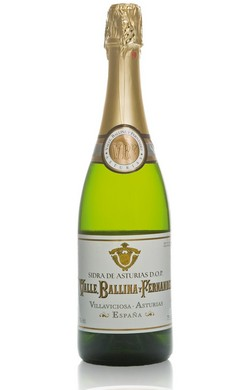 SIDRA DE ASTURIAS D.O.P.
VALLE, BALLINA Y FERNANDEZ
VILLAVICIOSA - ASTURIAS
ESPAÑA